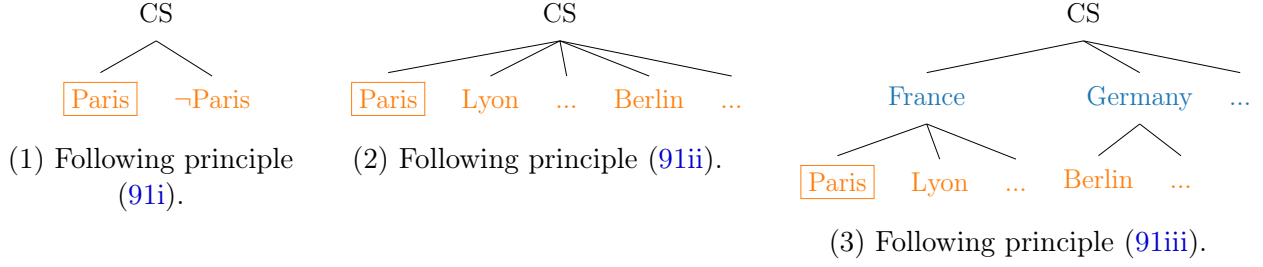 CS
Paris ¬Paris
(1) Following principle
(91i).
CS
Paris Lyon ... Berlin ...
(2) Following principle (91ii).
CS
France Germany ...
Paris Lyon ... Berlin ...
(3) Following principle (91iii).